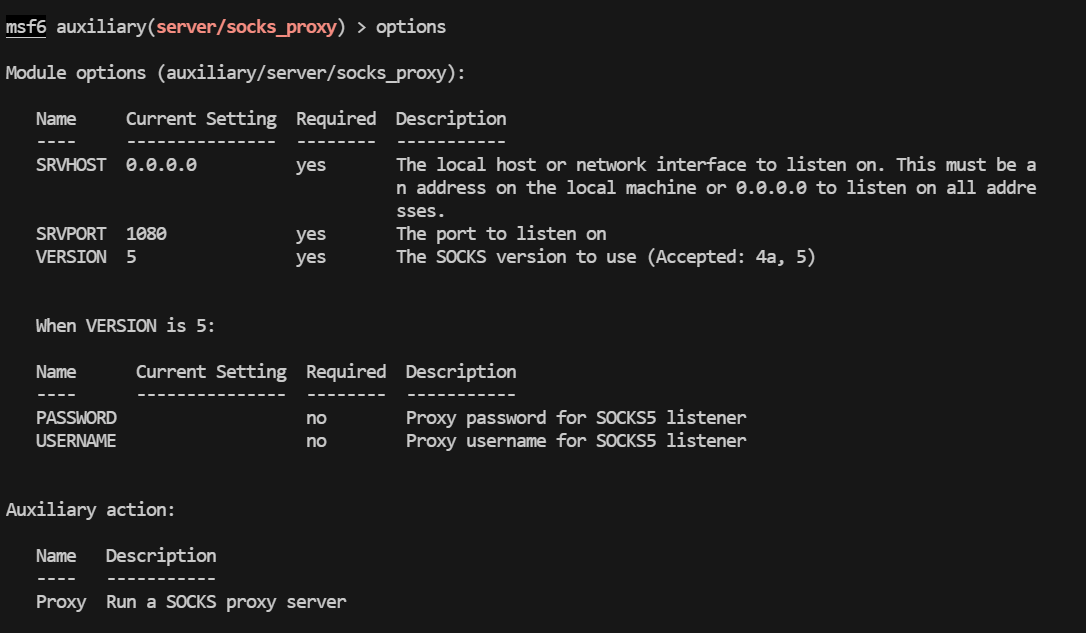 msf6 auxiliary(server/socks_proxy) > options
Module options (auxiliary/server/socks_proxy):
Name Current Setting Required Description
---- --------------- -------- -----------
SRVHOST 0.0.0.0 yes The local host or network interface to listen on. This must be a
n address on the local machine or 0.0.0.0 to listen on all addre
sses.
SRVPORT 1080 yes The port to listen on
VERSION 5 yes The SOCKS version to use (Accepted: 4a, 5)
When VERSION is 5:
Name Current Setting Required Description
---- --------------- -------- -----------
PASSWORD no Proxy password for SOCKS5 listener
USERNAME no Proxy username for SOCKS5 listener
Auxiliary action:
Name Description
---- -----------
Proxy Run a SOCKS proxy server